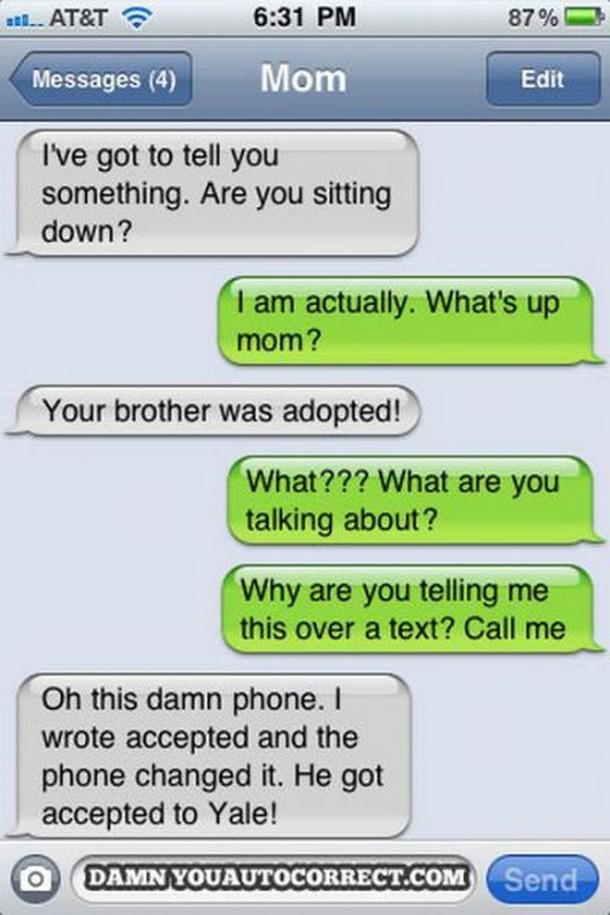 AT&T 6:31 PM 87%
Messages (4) Mom Edit
I've got to tell you
something. Are you sitting
down?
I am actually. What's up
mom?
Your brother was adopted!
What??? What are you
talking about?
Why are you telling me
this over a text? Call me
Oh this damn phone. I
wrote accepted and the
phone changed it. He got
accepted to Yale!
DAMNYOUAUTOCORRECT.COM Send